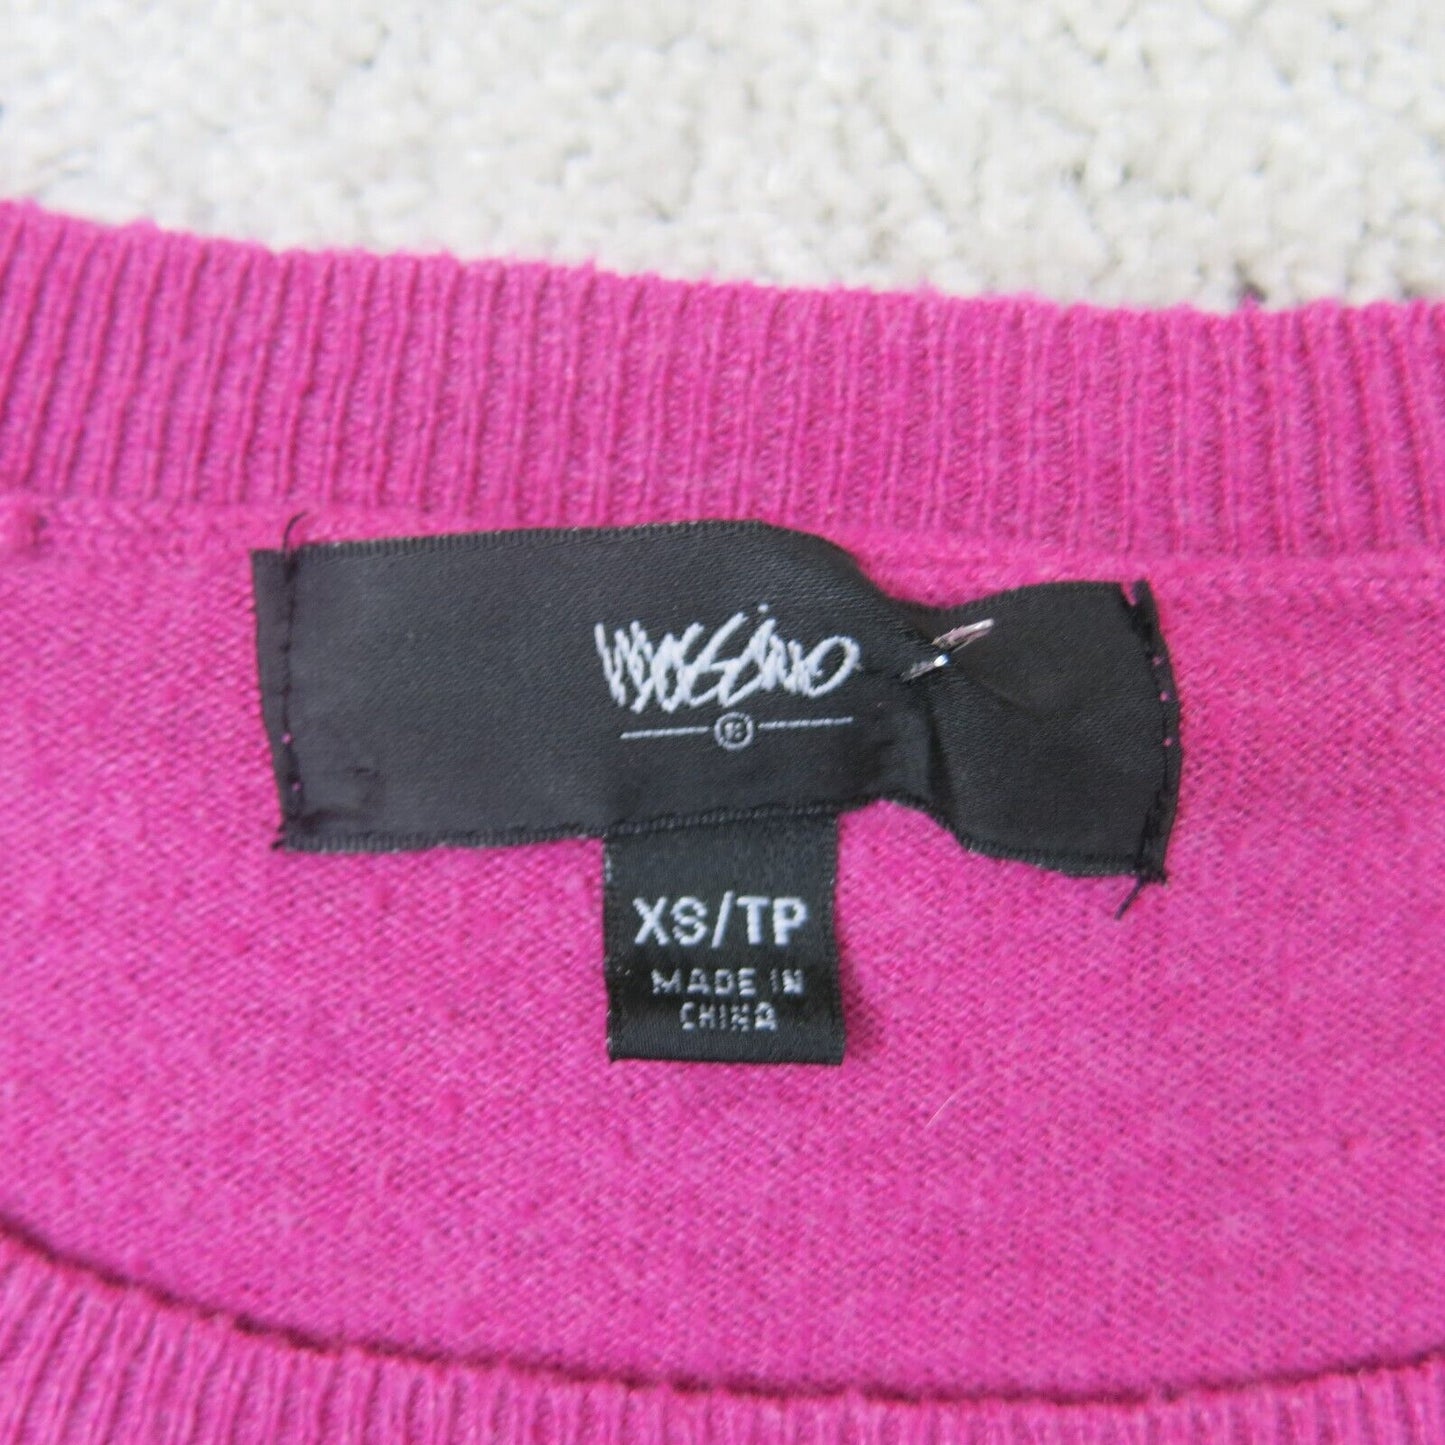 mossimo
®
XS/TP
MADE IN
CHINA